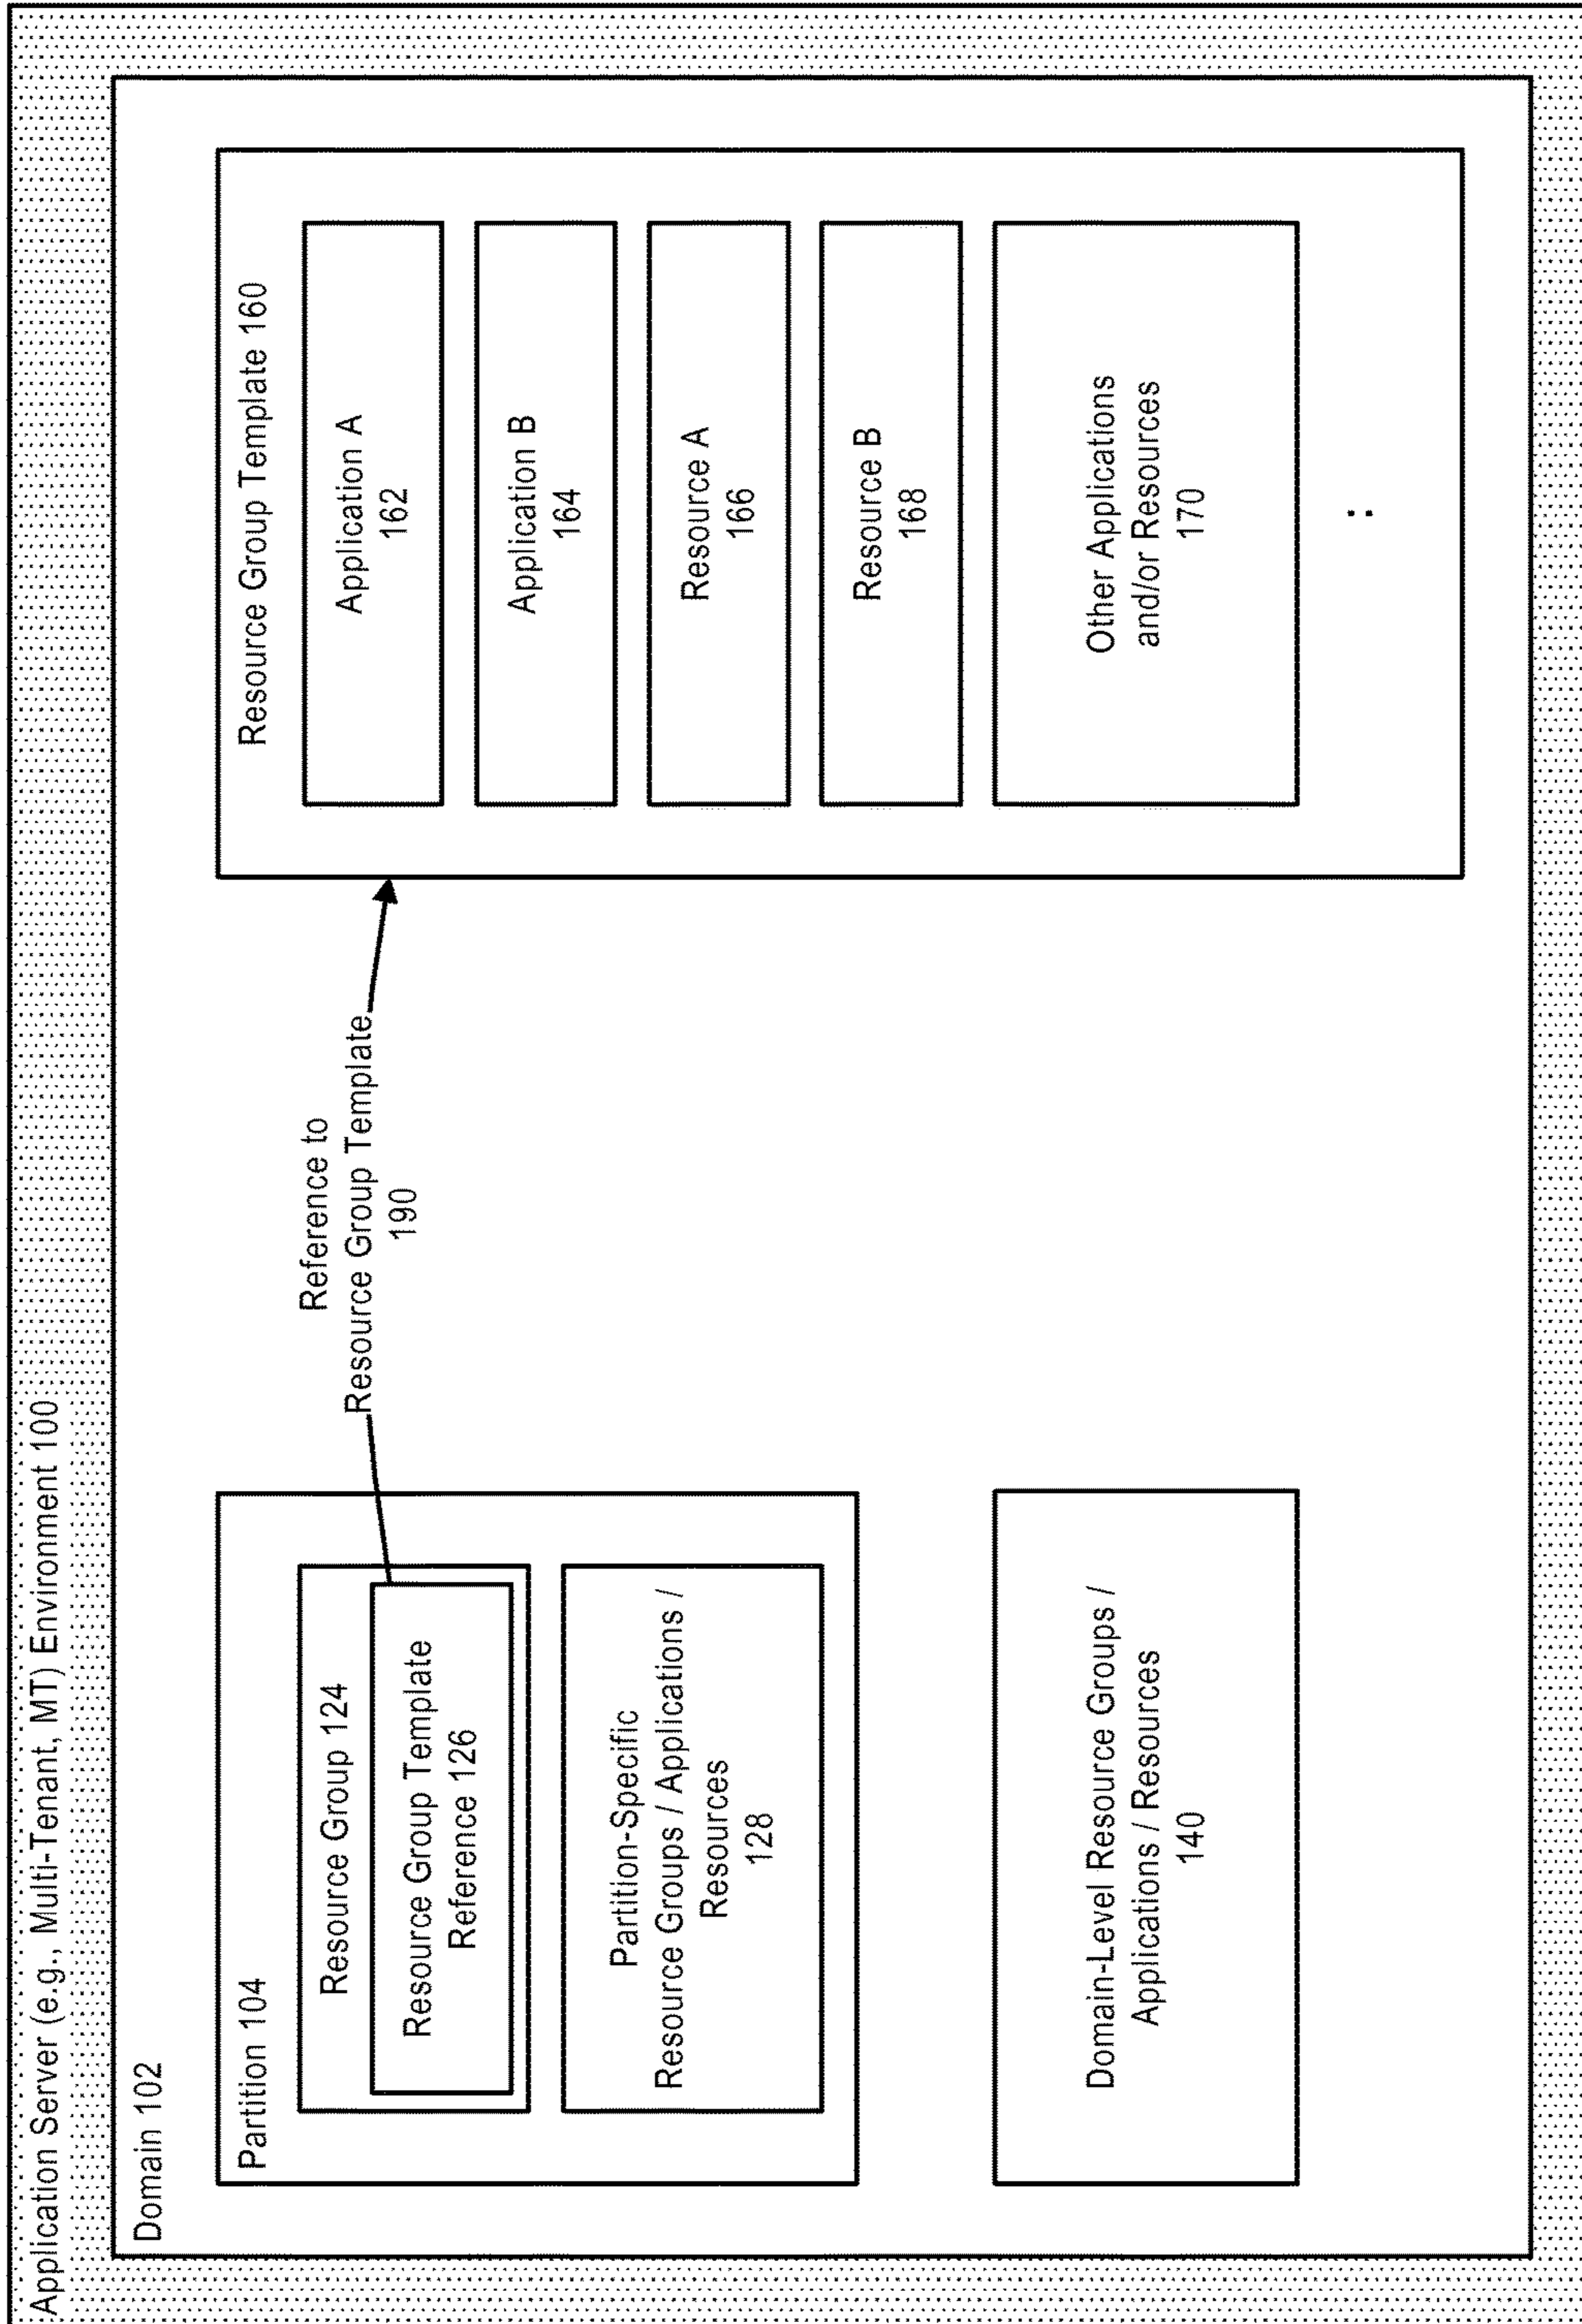 Application Server (e.g., Multi-Tenant, MT) Environment 100
Domain 102
Partition 104
Resource Group 124
Resource Group Template
Reference 126
Partition-Specific
Resource Groups / Applications /
Resources
128
Domain-Level Resource Groups /
Applications / Resources
140
Reference to
Resource Group Template
190
Resource Group Template 160
Application A
162
Application B
164
Resource A
166
Resource B
168
Other Applications
and/or Resources
170